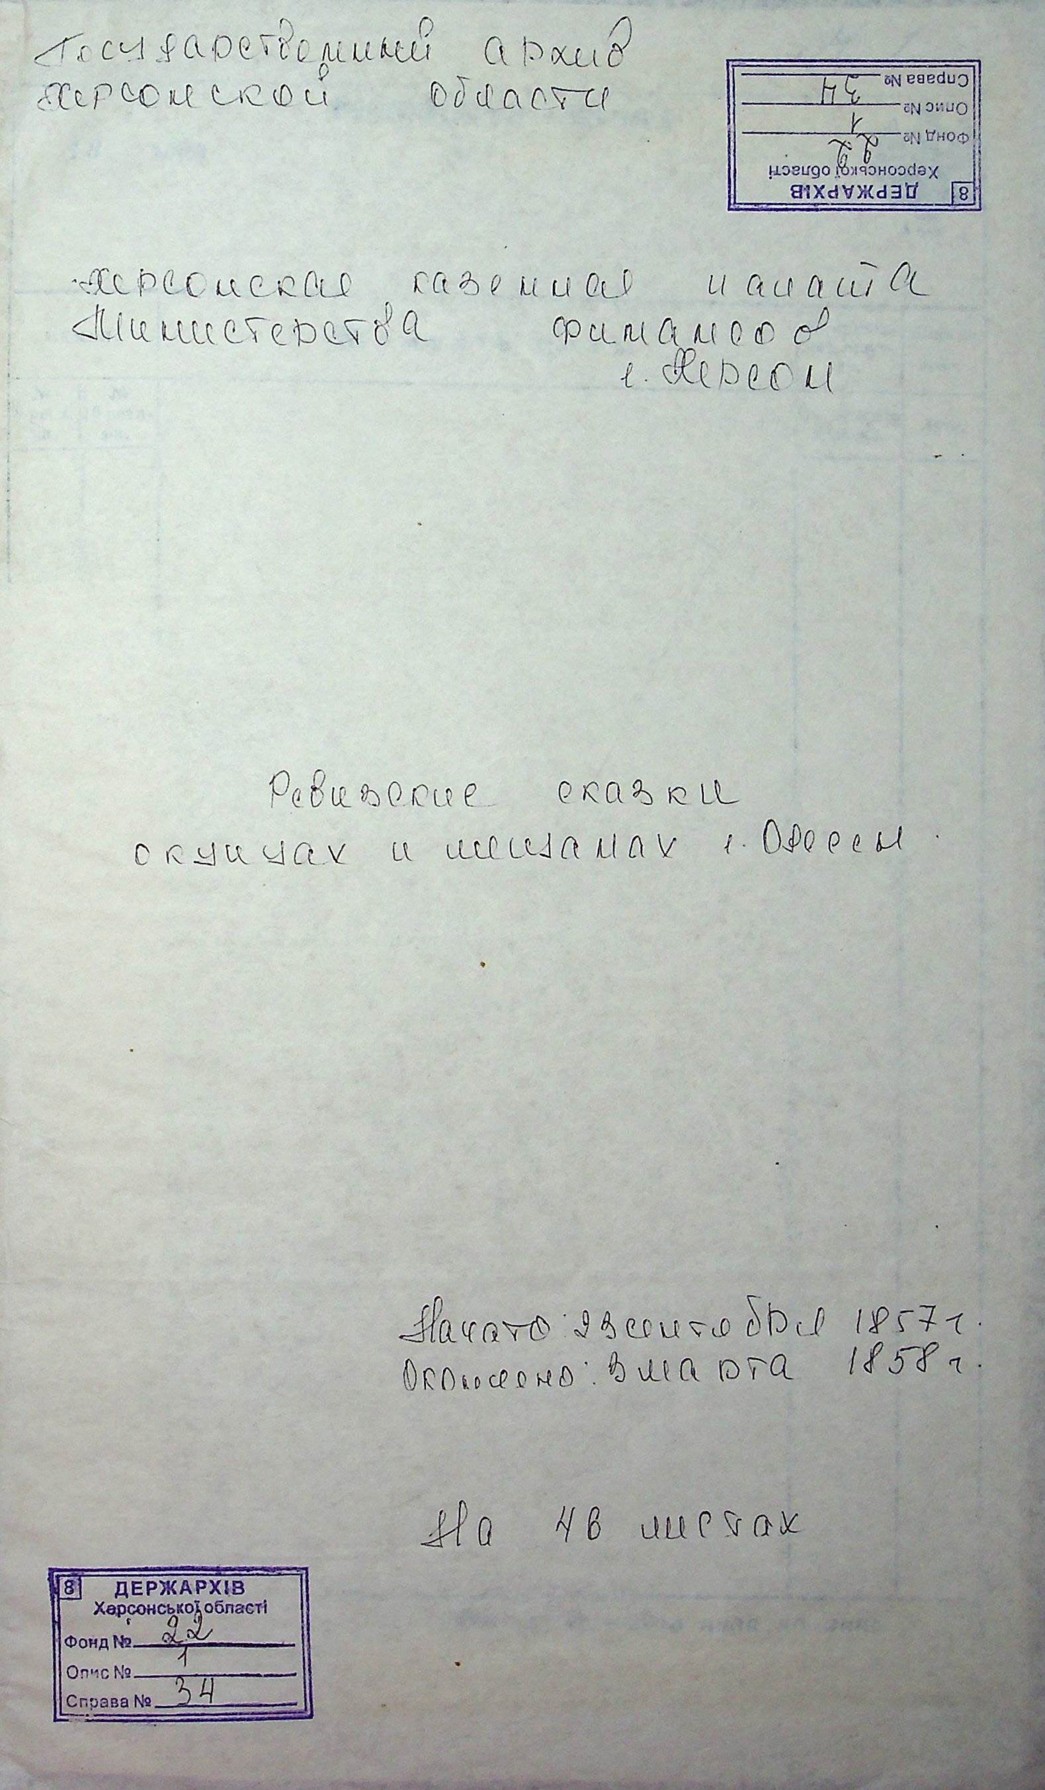 Государственный архив
Херсонской области
8 ДЕРЖАРХІВ
Херсонської області
Фонд № 22
Опис № 1
Справа № 34
Херсонская казенная палата
Министерства финансов
г. Херсон
Ревизские сказки
о купцах и мещанах г. Одессы.
Начато: 23 сентября 1857 г.
Окончено: 3 марта 1858 г.
На листах
8 ДЕРЖАРХІВ
Херсонської області
Фонд № 22
Опис № 1
Справа № 34